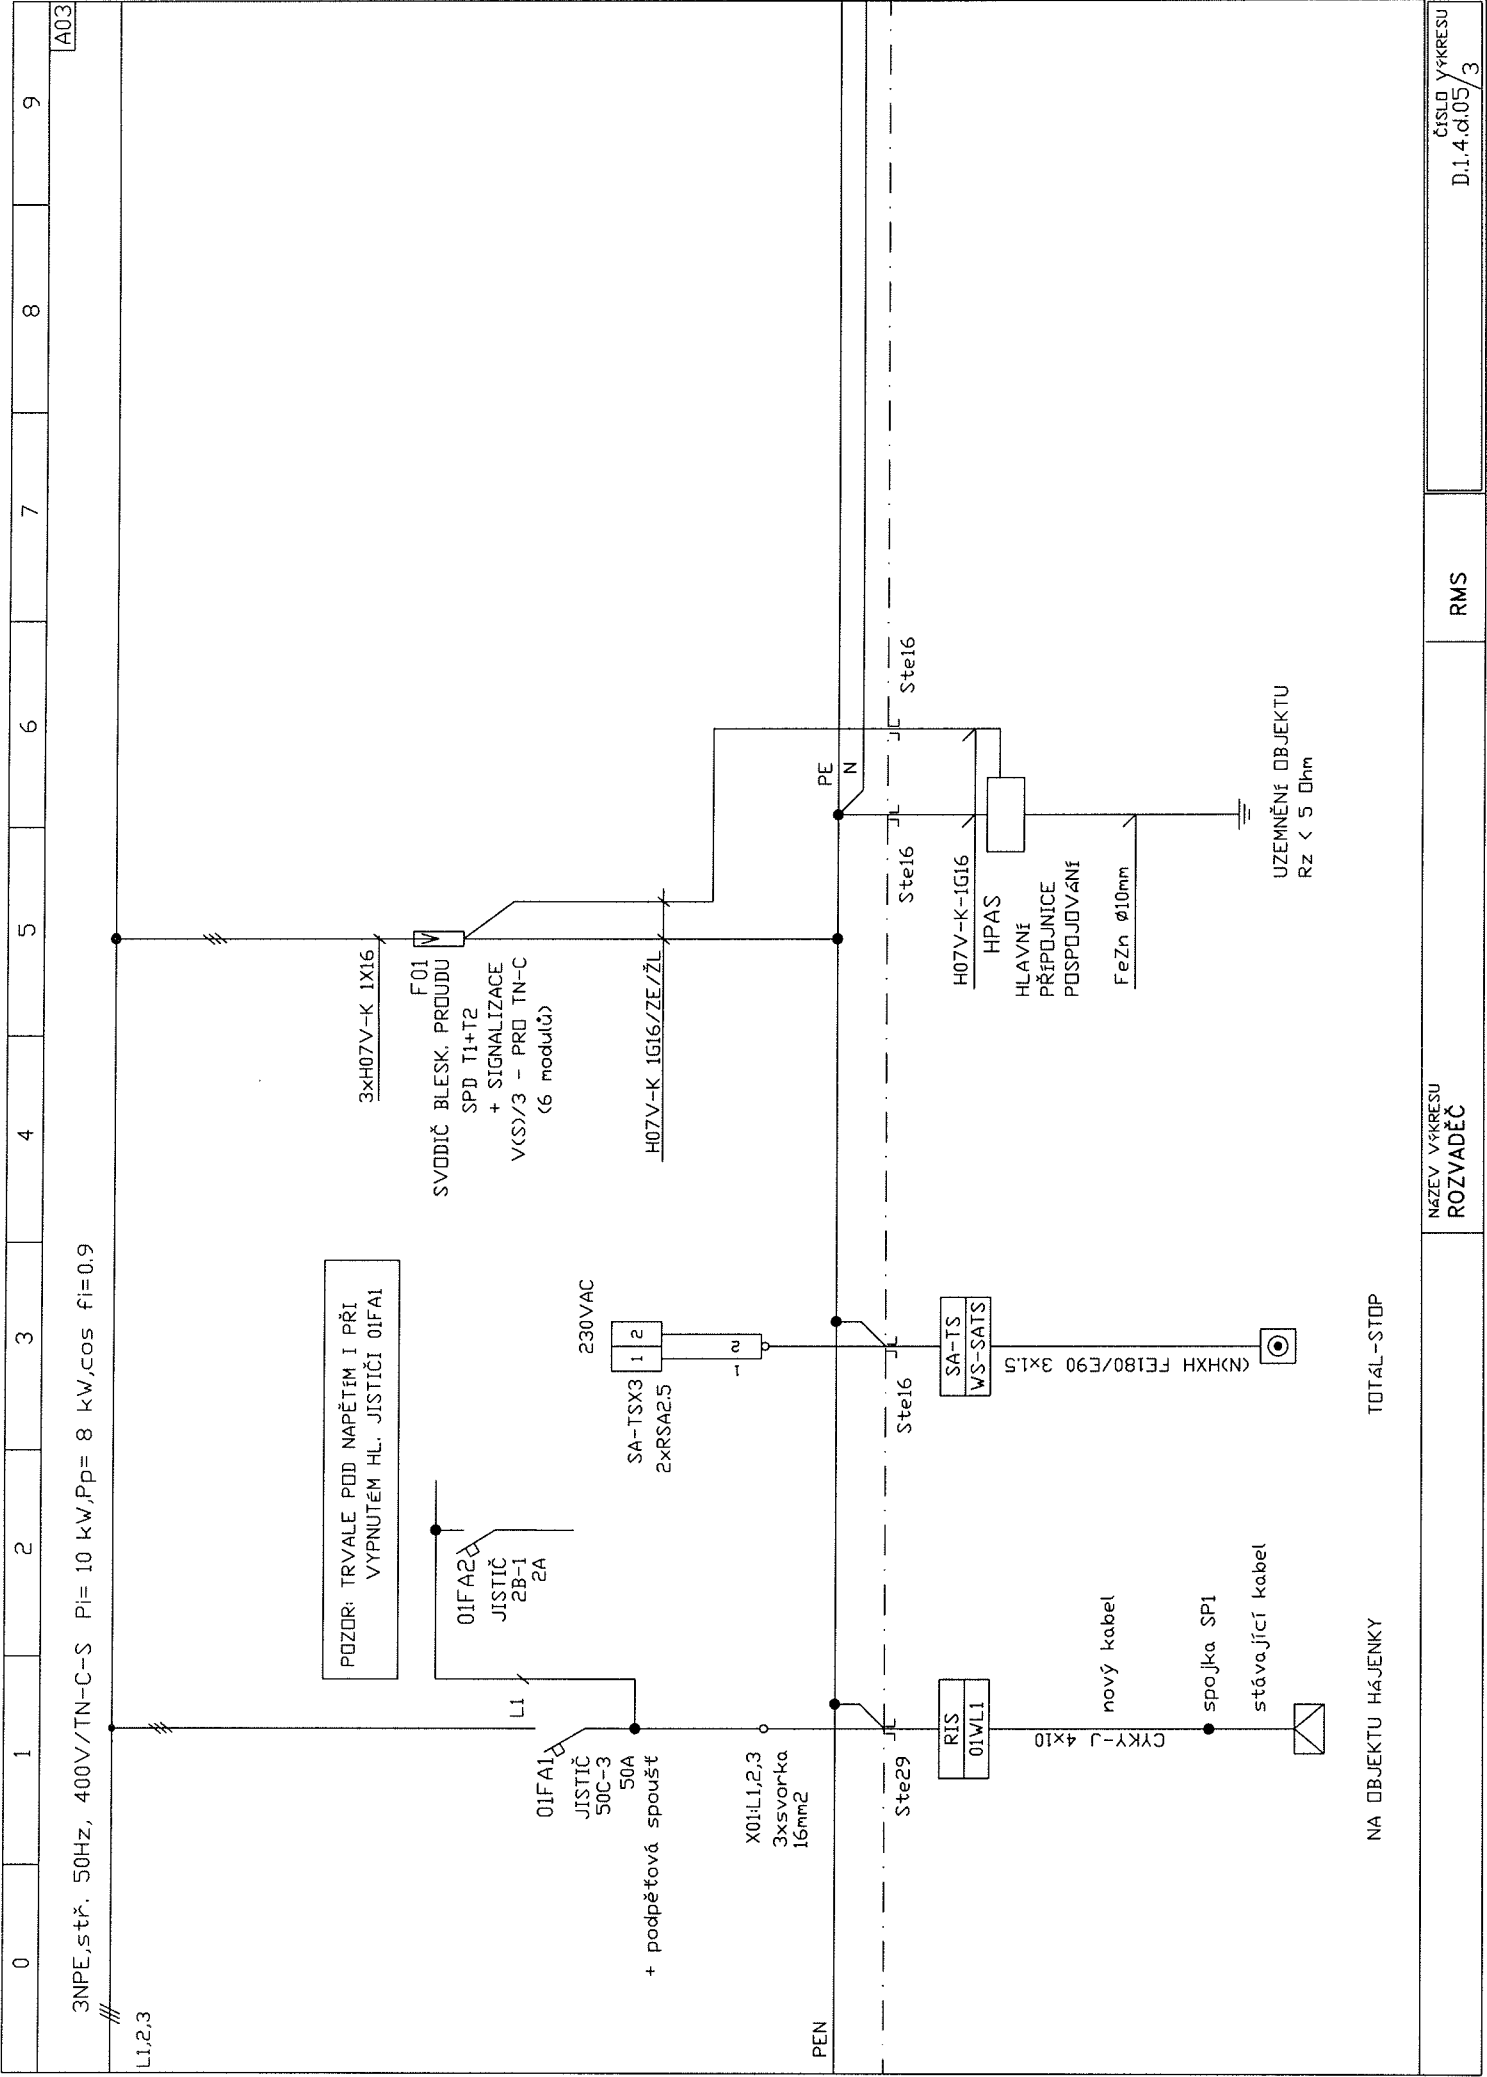 0 1 2 3 4 5 6 7 8 9
A03
3NPE,stř. 50Hz, 400V/TN-C-S Pi= 10 kW,Pp= 8 kW,cos fi=0.9
L1,2,3
POZOR: TRVALE POD NAPĚTÍM I PŘI
VYPNUTÉM HL. JISTIČI 01FA1
L1
01FA1
JISTIČ
50C-3
50A
+ podpěťová spoušť
01FA2
JISTIČ
2B-1
2A
X01:L1,2,3
3xsvorka
16mm2
PEN
Ste29
RIS
01WL1
CYKY-J 4x10
nový kabel
spojka SP1
stávající kabel
NA OBJEKTU HÁJENKY
230VAC
SA-TSX3
1 2
2xRSA2.5
1 2
Ste16
SA-TS
WS-SATS
(N)HXH FE180/E90 3x1.5
TOTÁL-STOP
3xH07V-K 1X16
F01
SVODIČ BLESK. PROUDU
SPD T1+T2
+ SIGNALIZACE
V(S)/3 - PRO TN-C
(6 modulů)
H07V-K 1G16/ZE/ŽL
PE
N
Ste16
Ste16
H07V-K-1G16
HPAS
HLAVNÍ
PŘÍPOJNICE
POSPOJOVÁNÍ
FeZn ø10mm
UZEMNĚNÍ OBJEKTU
Rz < 5 Ohm
NÁZEV VÝKRESU
ROZVADĚČ
RMS
ČÍSLO VÝKRESU
D.1.4.d.05/3